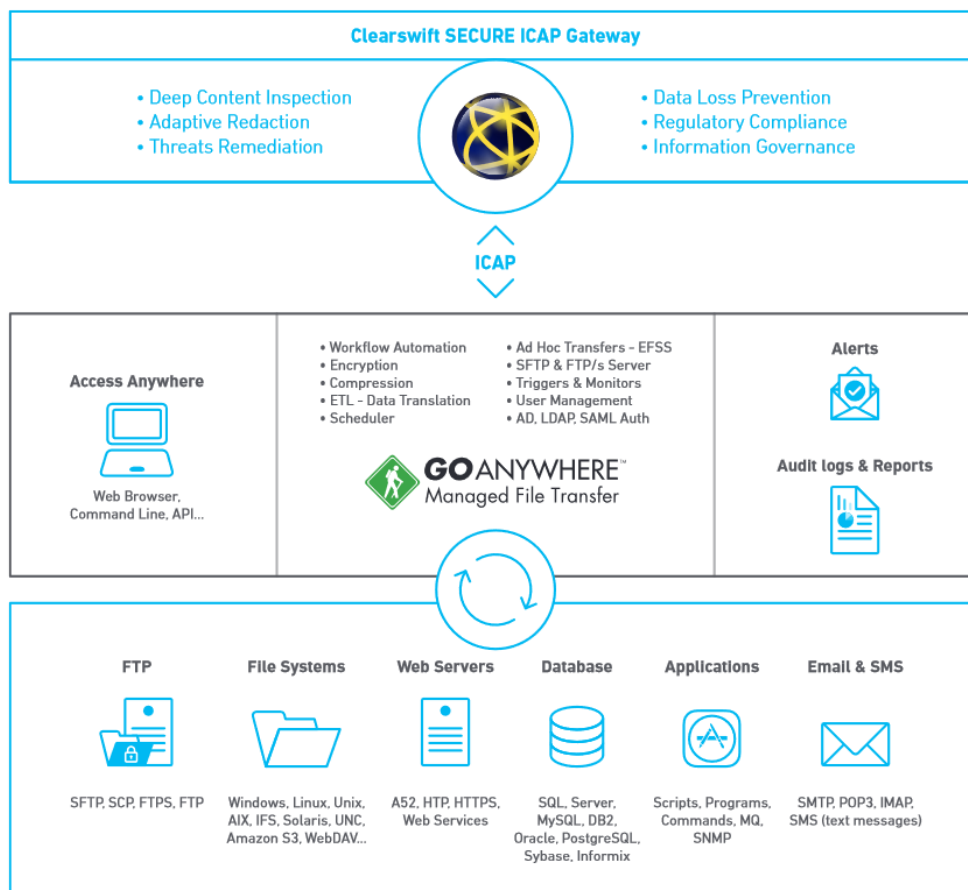 Clearswift SECURE ICAP Gateway
• Deep Content Inspection
• Adaptive Redaction
• Threats Remediation
• Data Loss Prevention
• Regulatory Compliance
• Information Governance
ICAP
Access Anywhere
Web Browser,
Command Line, API...
• Workflow Automation
• Encryption
• Compression
• ETL - Data Translation
• Scheduler
• Ad Hoc Transfers - EFSS
• SFTP & FTP/s Server
• Triggers & Monitors
• User Management
• AD, LDAP, SAML Auth
GOANYWHERE™
Managed File Transfer
Alerts
Audit logs & Reports
FTP
SFTP, SCP, FTPS, FTP
File Systems
Windows, Linux, Unix,
AIX, IFS, Solaris, UNC,
Amazon S3, WebDAV...
Web Servers
A52, HTP, HTTPS,
Web Services
Database
SQL, Server,
MySQL, DB2,
Oracle, PostgreSQL,
Sybase, Informix
Applications
Scripts, Programs,
Commands, MQ,
SNMP
Email & SMS
SMTP, POP3, IMAP,
SMS (text messages)